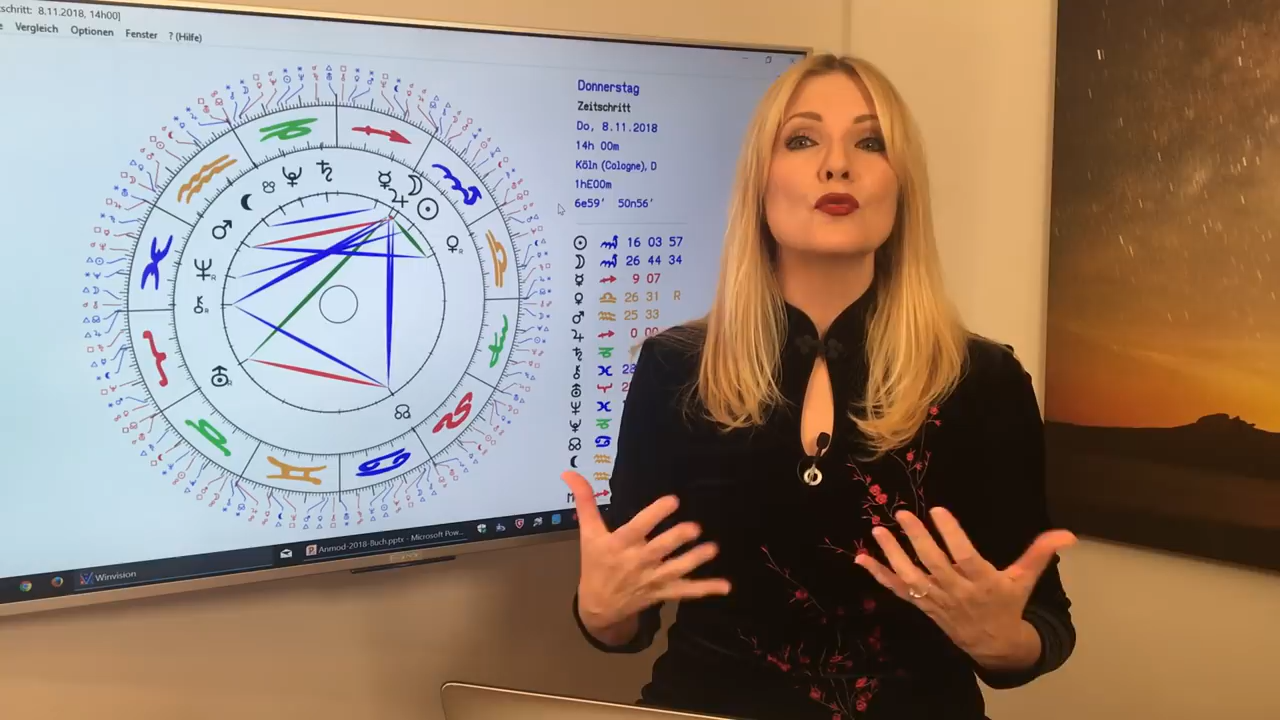 schritt: 8.11.2018, 14h00]
Vergleich Optionen Fenster ? (Hilfe)
Donnerstag
Zeitschritt
Do, 8.11.2018
14h 00m
Köln (Cologne), D
1hE00m
6e59' 50n56'
16 03 57
26 44 34
9 07
26 31 R
25 33
0 00
Anmod-2018-Buch.pptx - Microsoft Pow...
Winvision